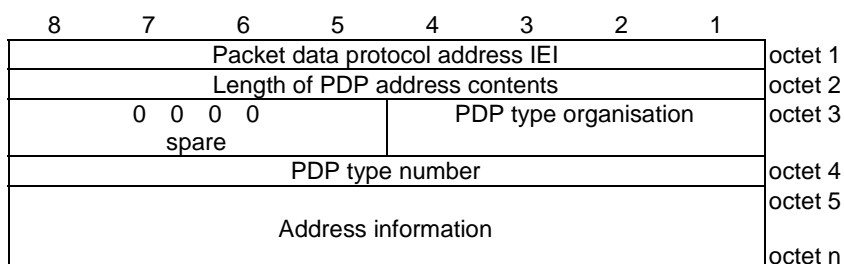 8 7 6 5 4 3 2 1
Packet data protocol address IEI octet 1
Length of PDP address contents octet 2
0 0 0 0 PDP type organisation octet 3
spare
PDP type number octet 4
octet 5
Address information
octet n